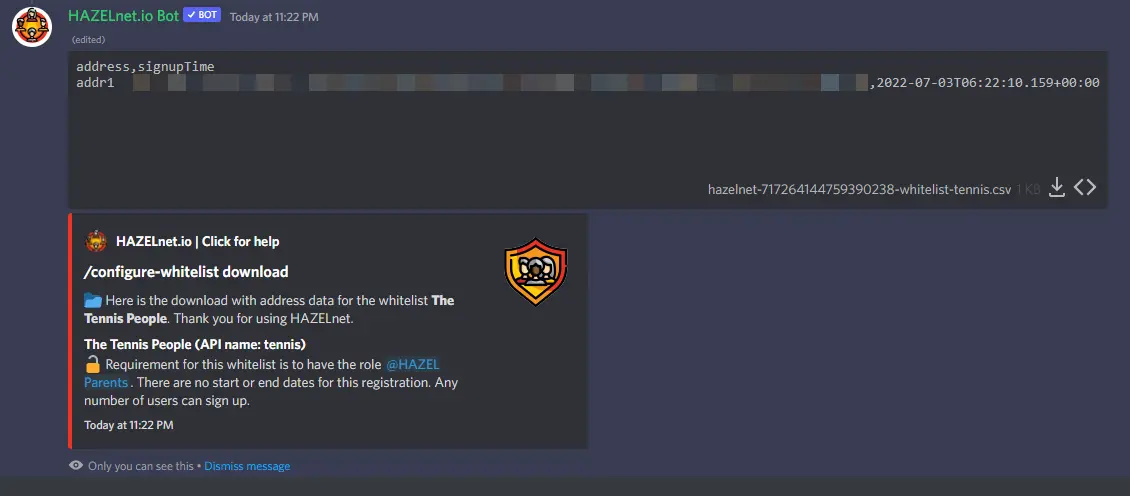 HAZELnet.io Bot ✓ BOT Today at 11:22 PM
(edited)
address,signupTime
addr1 ,2022-07-03T06:22:10.159+00:00
hazelnet-717264144759390238-whitelist-tennis.csv 1 KB
HAZELnet.io | Click for help
/configure-whitelist download
Here is the download with address data for the whitelist The
Tennis People. Thank you for using HAZELnet.
The Tennis People (API name: tennis)
Requirement for this whitelist is to have the role @HAZEL
Parents. There are no start or end dates for this registration. Any
number of users can sign up.
Today at 11:22 PM
Only you can see this • Dismiss message